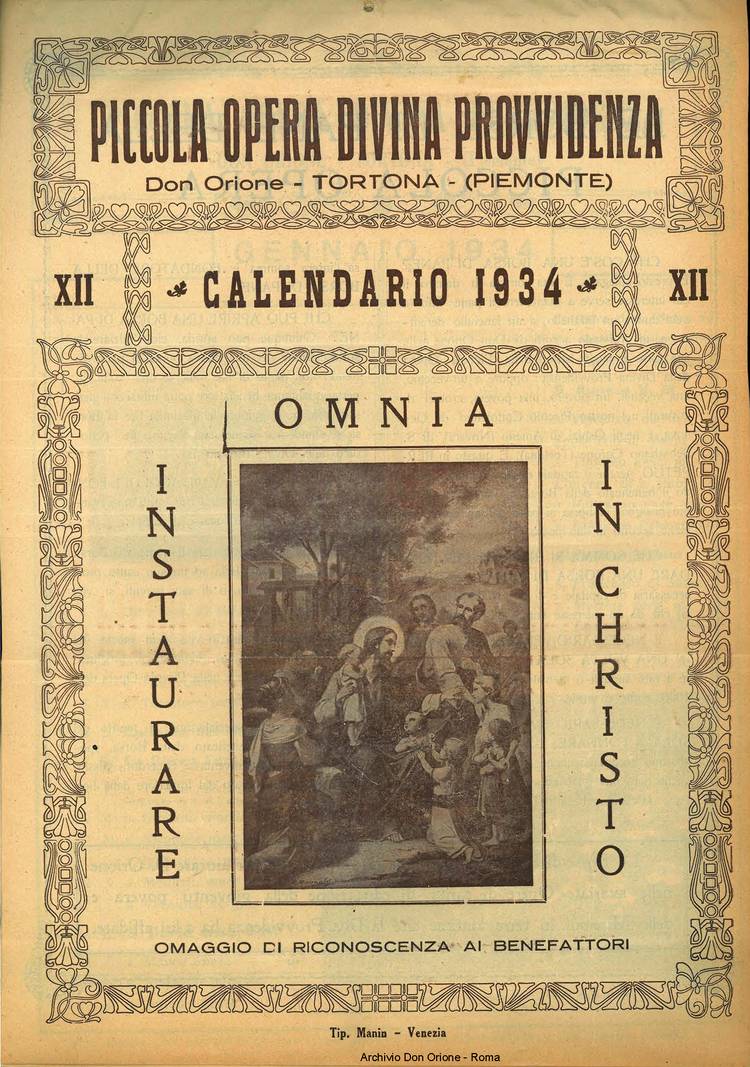 PICCOLA OPERA DIVINA PROVVIDENZA
Don Orione - TORTONA - (PIEMONTE)
XII CALENDARIO 1934 XII
OMNIA
INSTAURARE
IN CHRISTO
OMAGGIO DI RICONOSCENZA AI BENEFATTORI
Tip. Manin - Venezia
Archivio Don Orione - Roma